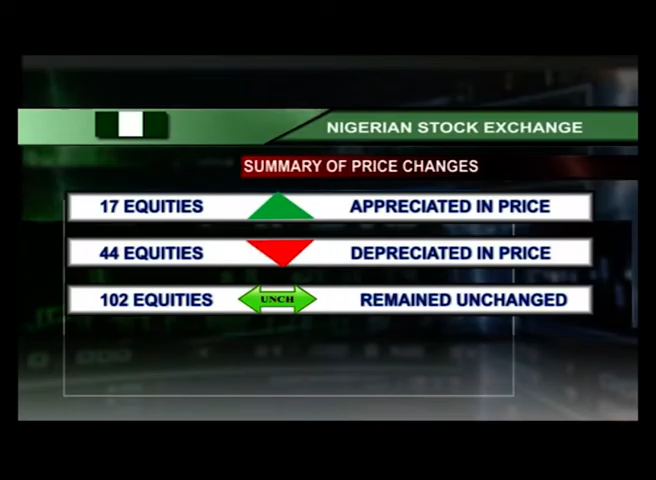 NIGERIAN STOCK EXCHANGE
SUMMARY OF PRICE CHANGES
17 EQUITIES APPRECIATED IN PRICE
44 EQUITIES DEPRECIATED IN PRICE
102 EQUITIES UNCH REMAINED UNCHANGED